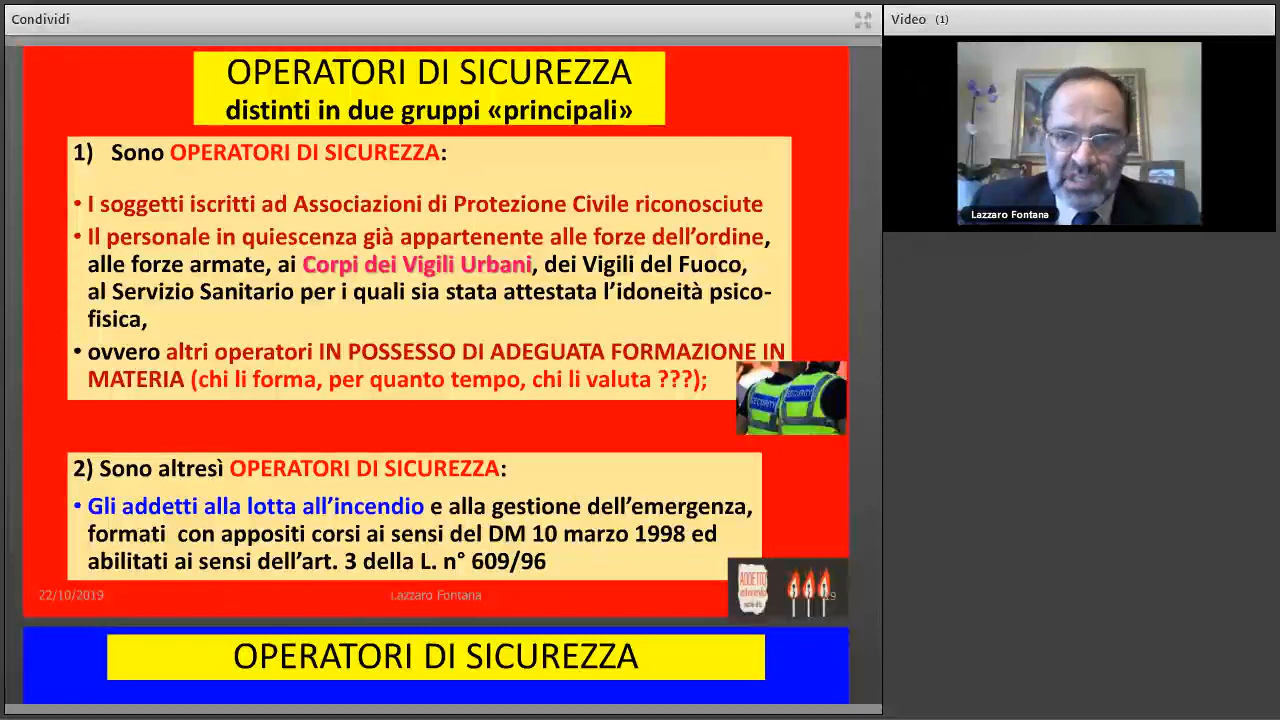 Condividi
Video (1)
OPERATORI DI SICUREZZA
distinti in due gruppi «principali»
1) Sono OPERATORI DI SICUREZZA:
• I soggetti iscritti ad Associazioni di Protezione Civile riconosciute
• Il personale in quiescenza già appartenente alle forze dell’ordine,
alle forze armate, ai Corpi dei Vigili Urbani, dei Vigili del Fuoco,
al Servizio Sanitario per i quali sia stata attestata l’idoneità psico-
fisica,
• ovvero altri operatori IN POSSESSO DI ADEGUATA FORMAZIONE IN
MATERIA (chi li forma, per quanto tempo, chi li valuta ???);
SECURITY SECURITY
2) Sono altresì OPERATORI DI SICUREZZA:
• Gli addetti alla lotta all’incendio e alla gestione dell’emergenza,
formati con appositi corsi ai sensi del DM 10 marzo 1998 ed
abilitati ai sensi dell’art. 3 della L. n° 609/96
ADDETTO
22/10/2019
Lazzaro Fontana
OPERATORI DI SICUREZZA
Lazzaro Fontana